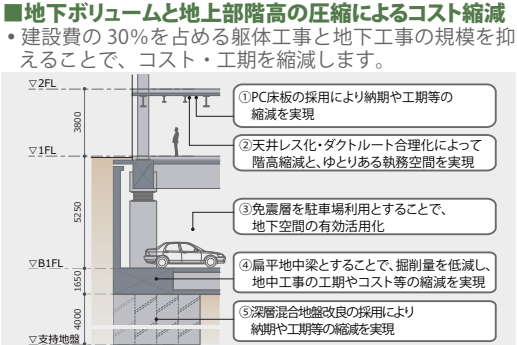 ■地下ボリュームと地上部階高の圧縮によるコスト縮減
•建設費の30％を占める躯体工事と地下工事の規模を抑
えることで、コスト・工期を縮減します。
▽2FL
①PC床板の採用により納期や工期等の
縮減を実現
3800
②天井レス化・ダクトルート合理化によって
階高縮減と、ゆとりある執務空間を実現
▽1FL
③免震層を駐車場利用とすることで、
地下空間の有効活用化
5250
▽B1FL
④扁平地中梁とすることで、掘削量を低減し、
地中工事の工期やコスト等の縮減を実現
1650
⑤深層混合地盤改良の採用により
納期や工期等の縮減を実現
4000
▽支持地盤